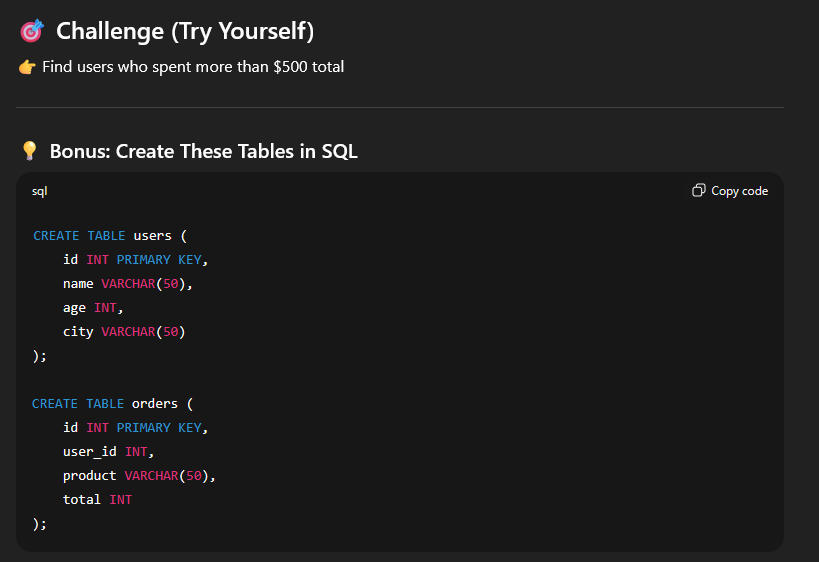 🎯 Challenge (Try Yourself)
👉 Find users who spent more than $500 total
💡 Bonus: Create These Tables in SQL
sql
Copy code
CREATE TABLE users (
    id INT PRIMARY KEY,
    name VARCHAR(50),
    age INT,
    city VARCHAR(50)
);
CREATE TABLE orders (
    id INT PRIMARY KEY,
    user_id INT,
    product VARCHAR(50),
    total INT
);